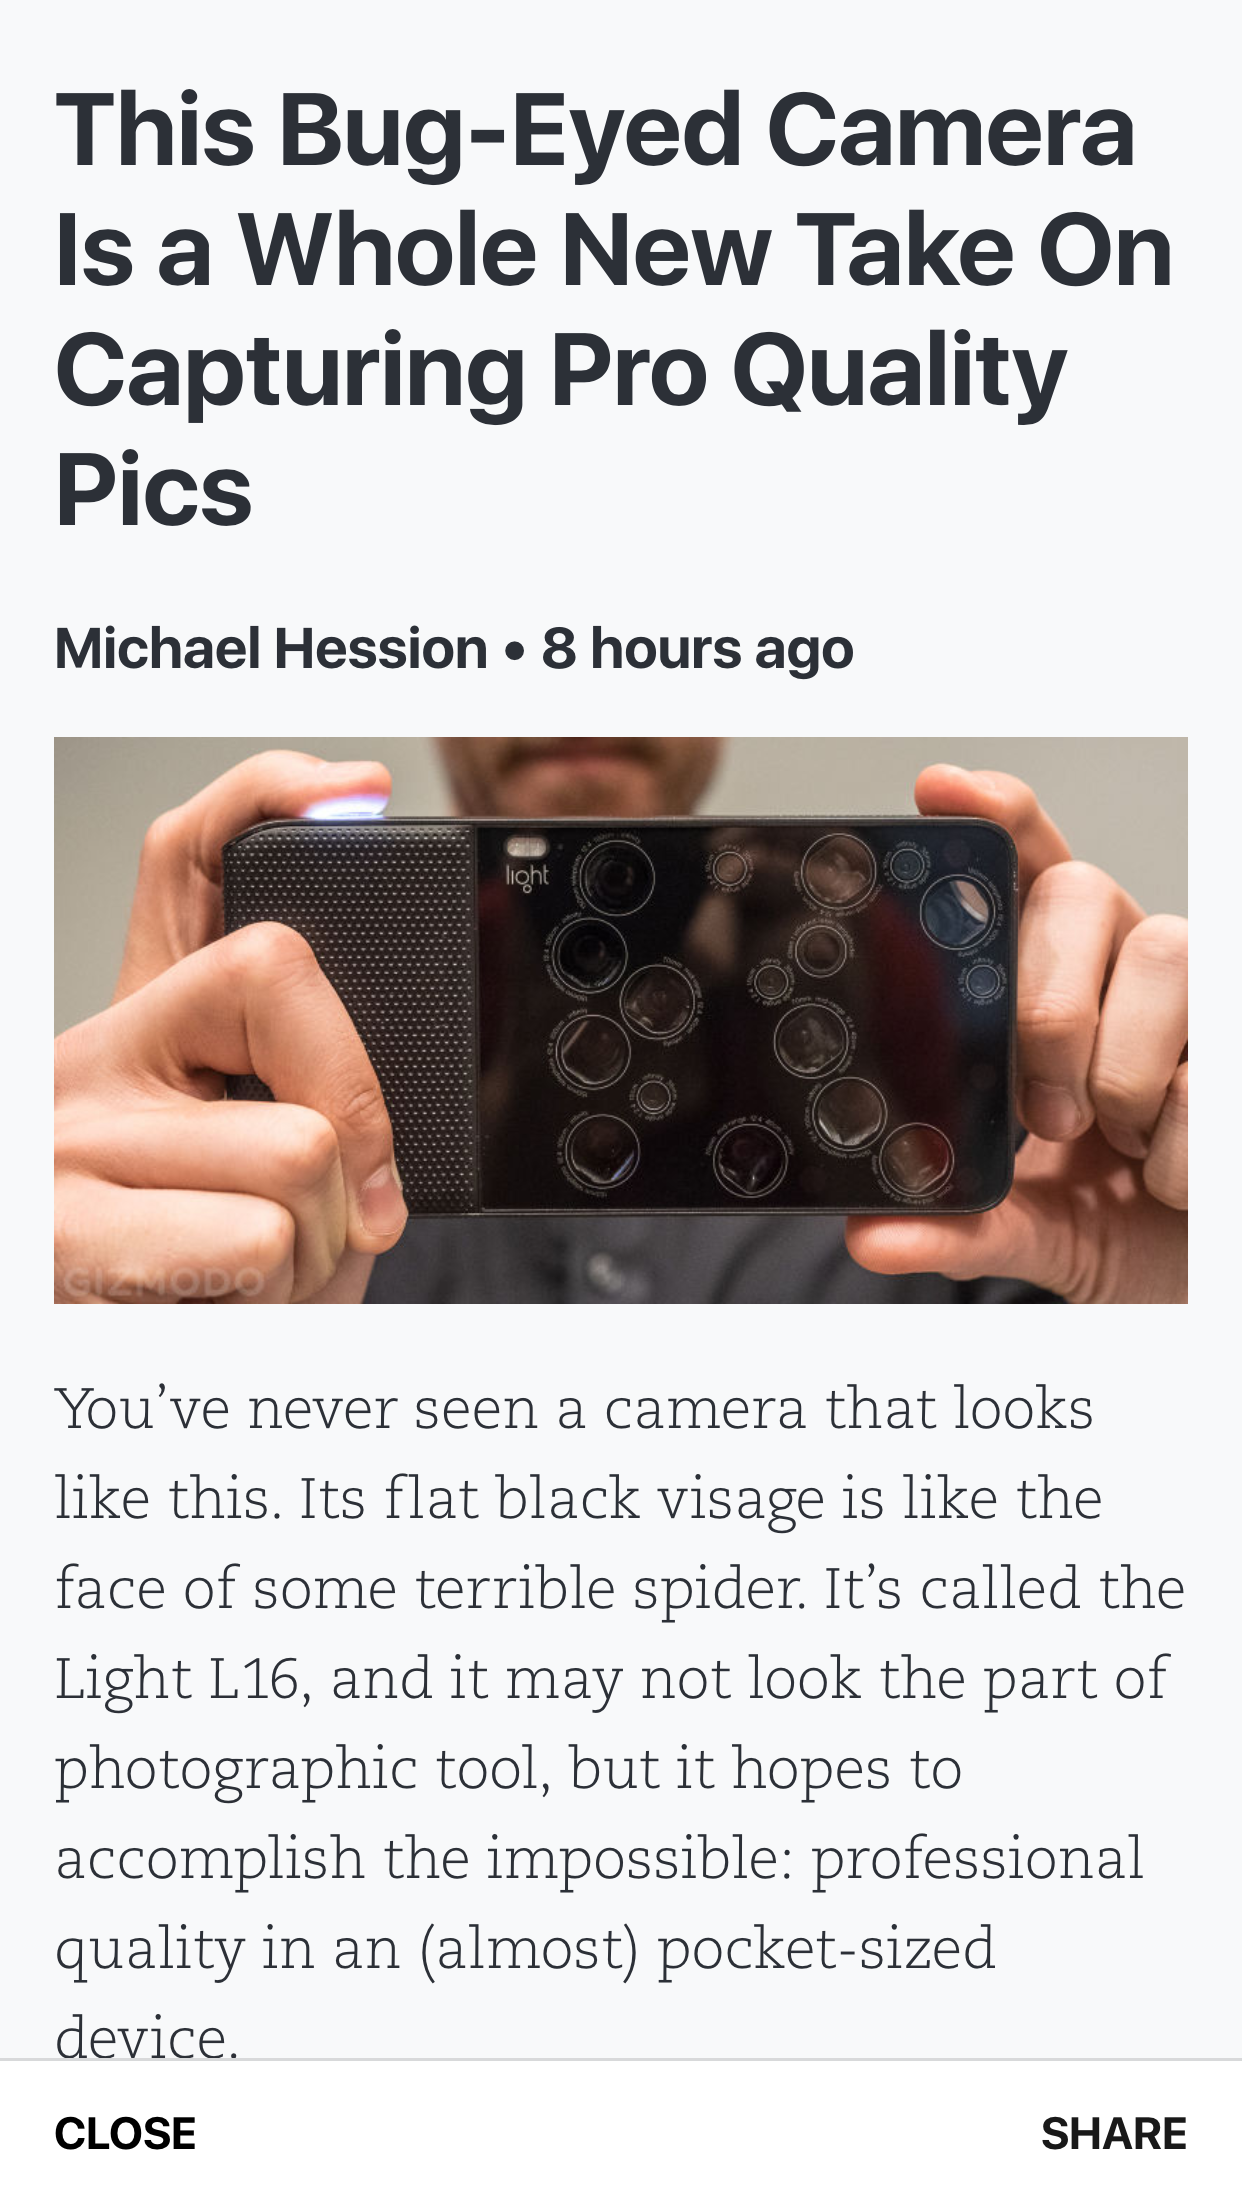 This Bug-Eyed Camera
Is a Whole New Take On
Capturing Pro Quality
Pics
Michael Hession • 8 hours ago
light
GIZMODO
You’ve never seen a camera that looks
like this. Its flat black visage is like the
face of some terrible spider. It’s called the
Light L16, and it may not look the part of
photographic tool, but it hopes to
accomplish the impossible: professional
quality in an (almost) pocket-sized
device.
CLOSE
SHARE